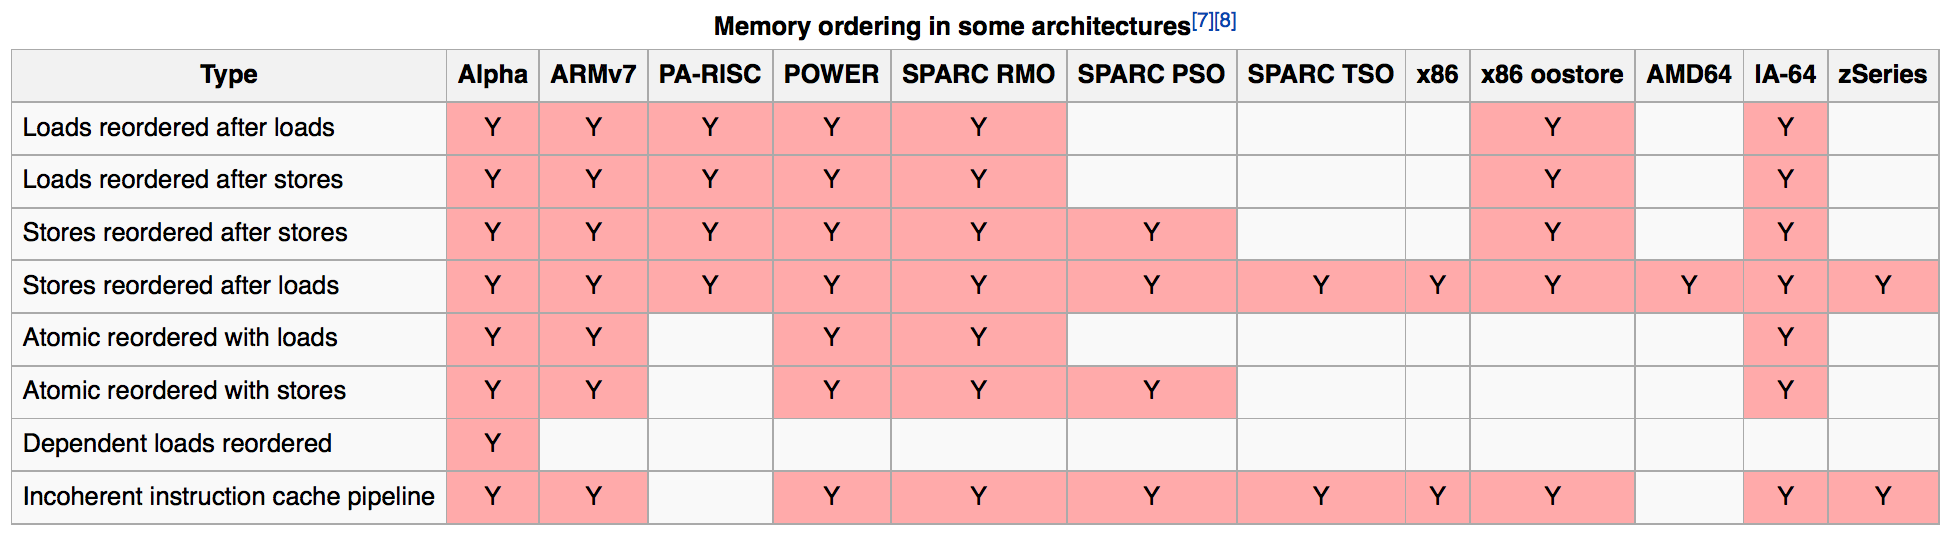 Memory ordering in some architectures[7][8]
Type Alpha ARMv7 PA-RISC POWER SPARC RMO SPARC PSO SPARC TSO x86 x86 oostore AMD64 IA-64 zSeries
Loads reordered after loads Y Y Y Y Y Y Y
Loads reordered after stores Y Y Y Y Y Y Y
Stores reordered after stores Y Y Y Y Y Y Y Y
Stores reordered after loads Y Y Y Y Y Y Y Y Y Y Y Y
Atomic reordered with loads Y Y Y Y Y
Atomic reordered with stores Y Y Y Y Y Y
Dependent loads reordered Y
Incoherent instruction cache pipeline Y Y Y Y Y Y Y Y Y Y